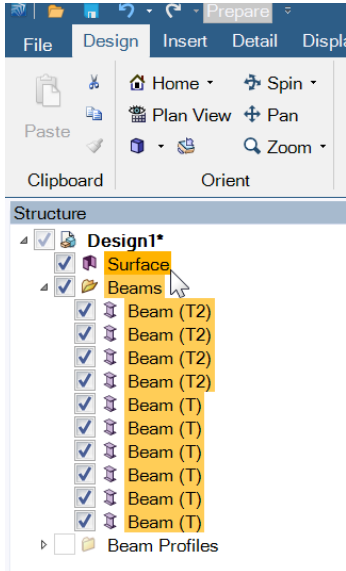 Prepare
File Design Insert Detail Displa
Home Spin
Paste Plan View Pan
Zoom
Clipboard Orient
Structure
Design1*
Surface
Beams
Beam (T2)
Beam (T2)
Beam (T2)
Beam (T2)
Beam (T)
Beam (T)
Beam (T)
Beam (T)
Beam (T)
Beam (T)
Beam Profiles